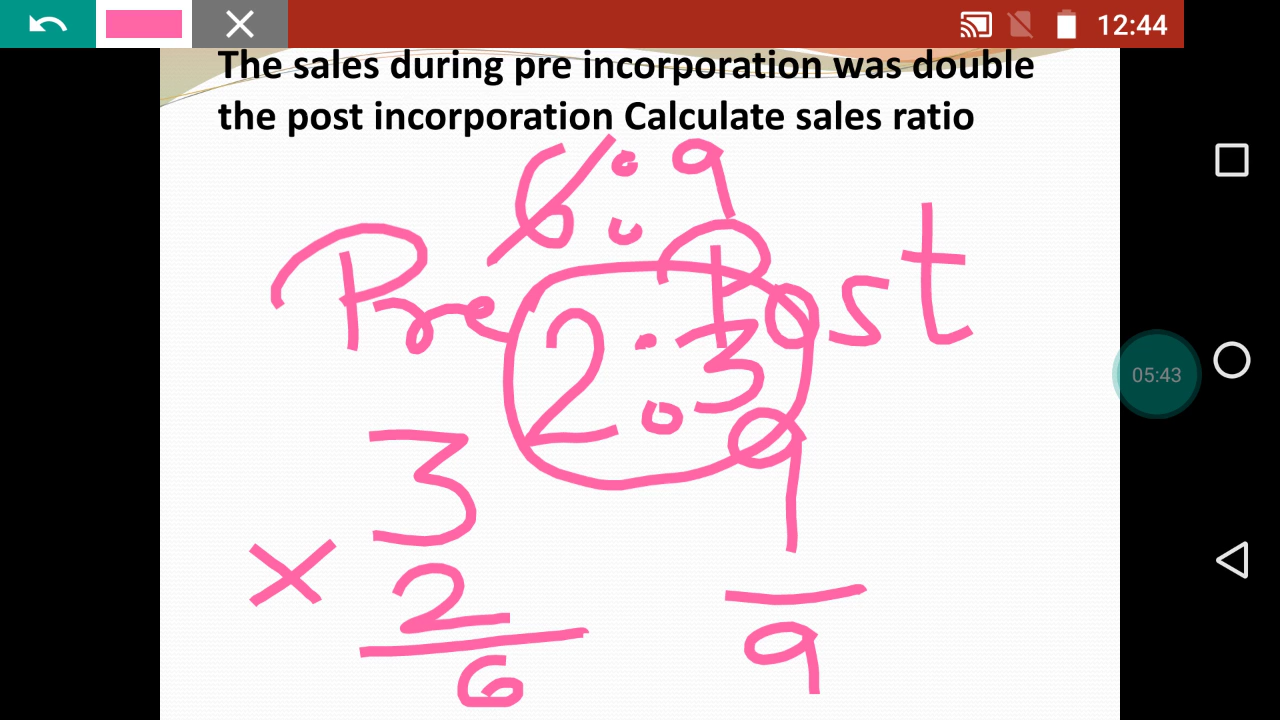 12:44
The sales during pre incorporation was double
the post incorporation Calculate sales ratio
6 : 9
Pre Post
2 : 3
05:43
3 9
× 2
6 9